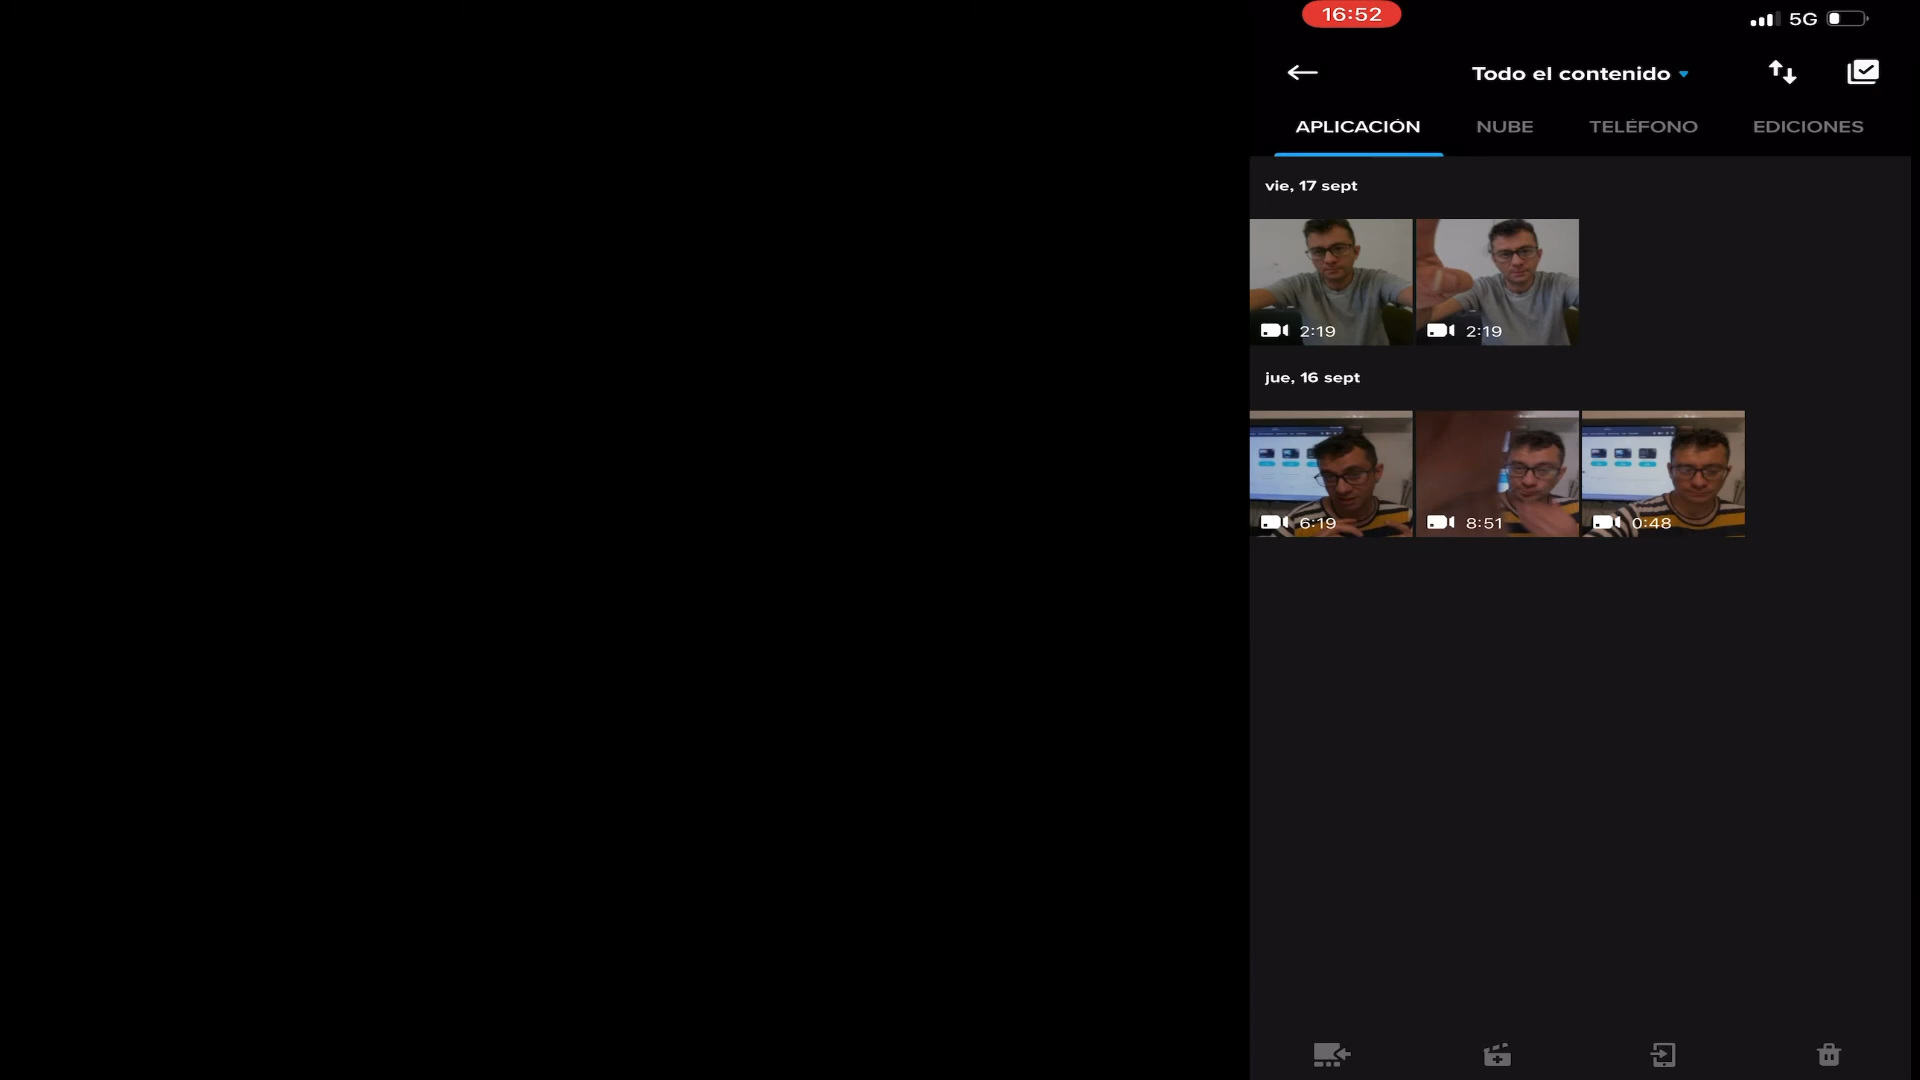 16:52
5G
Todo el contenido
APLICACIÓN NUBE TELÉFONO EDICIONES
vie, 17 sept
2:19 2:19
jue, 16 sept
6:19 8:51 0:48